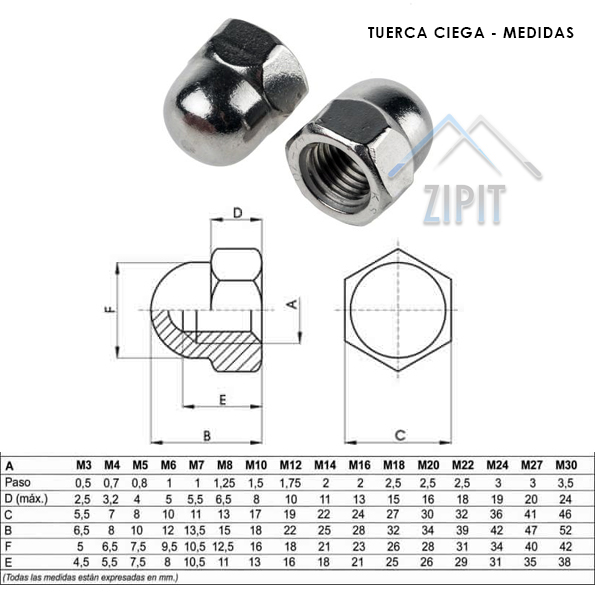 TUERCA CIEGA - MEDIDAS
ZIPIT
D
F
A
E
B
C
A M3 M4 M5 M6 M7 M8 M10 M12 M14 M16 M18 M20 M22 M24 M27 M30
Paso 0,5 0,7 0,8 1 1 1,25 1,5 1,75 2 2 2,5 2,5 2,5 3 3 3,5
D (máx.) 2,5 3,2 4 5 5,5 6,5 8 10 11 13 15 16 18 19 20 24
C 5,5 7 8 10 11 13 17 19 22 24 27 30 32 36 41 46
B 6,5 8 10 12 13,5 15 18 22 25 28 32 34 39 42 47 52
F 5 6,5 7,5 9,5 10,5 12,5 16 18 21 23 26 28 31 34 40 42
E 4,5 5,5 7,5 8 10,5 11 13 16 18 21 25 26 29 31 35 38
(Todas las medidas están expresadas en mm.)